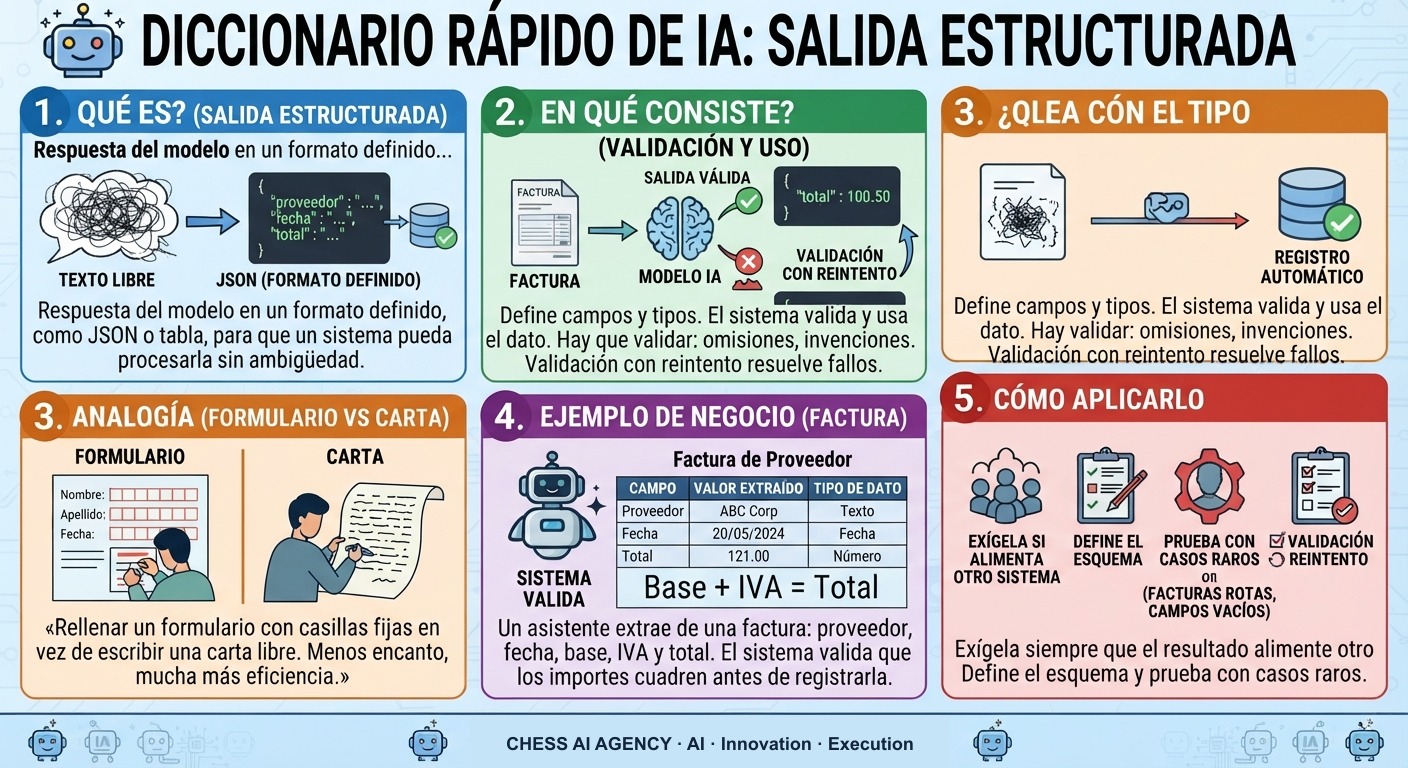 DICCIONARIO RÁPIDO DE IA: SALIDA ESTRUCTURADA
1. QUÉ ES? (SALIDA ESTRUCTURADA)
Respuesta del modelo en un formato definido...
{
"proveedor" : "...",
"fecha" : "...",
"total" : "..."
}
TEXTO LIBRE
JSON (FORMATO DEFINIDO)
Respuesta del modelo en un formato definido,
como JSON o tabla, para que un sistema pueda
procesarla sin ambigüedad.
2. EN QUÉ CONSISTE?
(VALIDACIÓN Y USO)
FACTURA
FACTURA
SALIDA VÁLIDA
MODELO IA
{
"total" : 100.50
}
VALIDACIÓN
CON REINTENTO
Define campos y tipos. El sistema valida y usa
el dato. Hay que validar: omisiones, invenciones.
Validación con reintento resuelve fallos.
3. ¿QLEA CÓN EL TIPO
REGISTRO
AUTOMÁTICO
Define campos y tipos. El sistema valida y usa el
dato. Hay validar: omisiones, invenciones.
Validación con reintento resuelve fallos.
3. ANALOGÍA (FORMULARIO VS CARTA)
FORMULARIO
Nombre:
Apellido:
Fecha:
CARTA
«Rellenar un formulario con casillas fijas en
vez de escribir una carta libre. Menos encanto,
mucha más eficiencia.»
4. EJEMPLO DE NEGOCIO (FACTURA)
SISTEMA
VALIDA
Factura de Proveedor
CAMPO VALOR EXTRAÍDO TIPO DE DATO
Proveedor ABC Corp Texto
Fecha 20/05/2024 Fecha
Total 121.00 Número
Base + IVA = Total
Un asistente extrae de una factura: proveedor,
fecha, base, IVA y total. El sistema valida que
los importes cuadren antes de registrarla.
5. CÓMO APLICARLO
EXÍGELA SI
ALIMENTA
OTRO SISTEMA
DEFINE EL
ESQUEMA
PRUEBA CON
CASOS RAROS
on
(FACTURAS ROTAS,
CAMPOS VACÍOS)
VALIDACIÓN
REINTENTO
Exígela siempre que el resultado alimente otro
Define el esquema y prueba con casos raros.
IA
CHESS AI AGENCY · AI · Innovation · Execution
IA